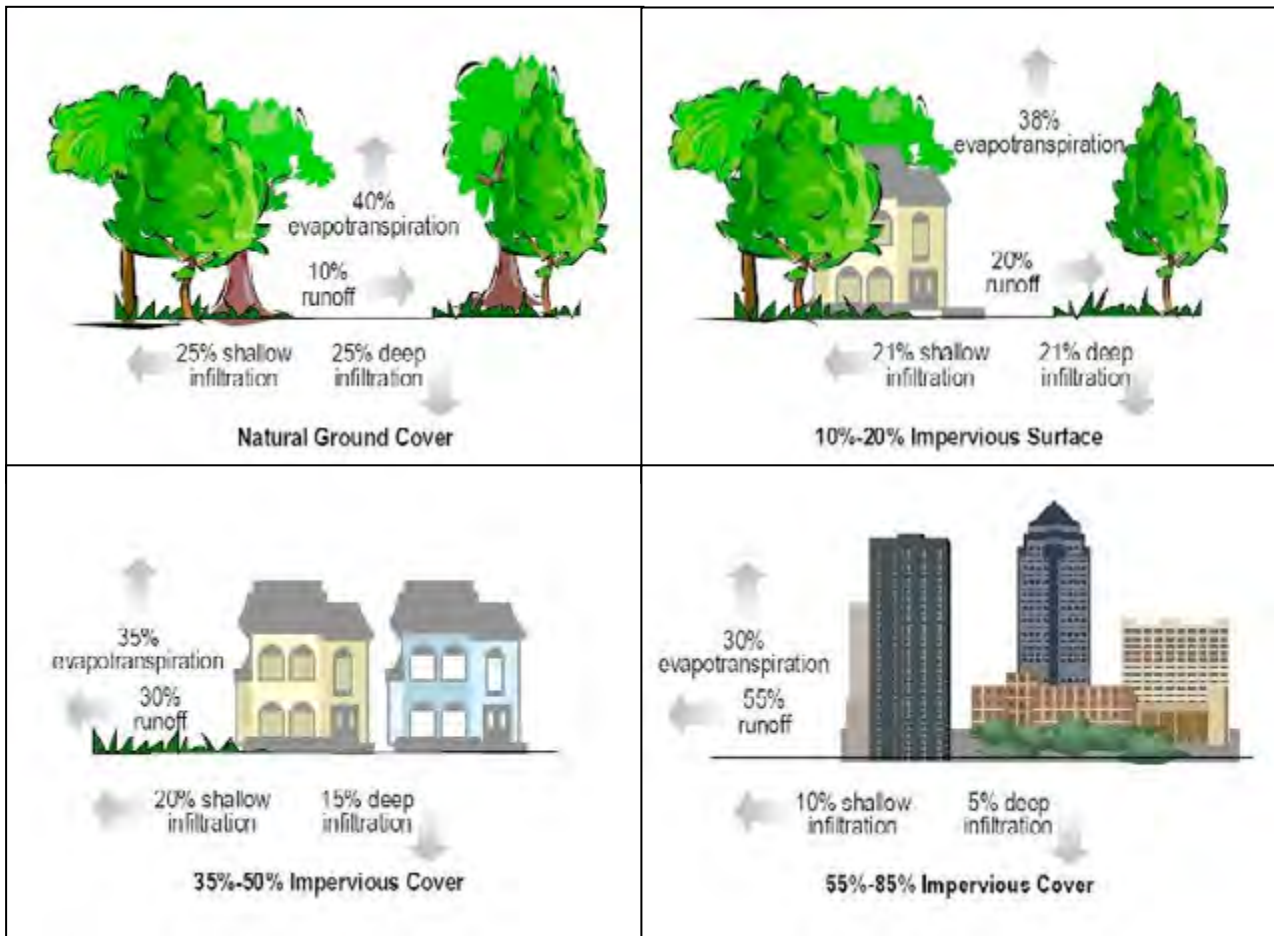 40%
evapotranspiration
10%
runoff
25% shallow
infiltration
25% deep
infiltration
Natural Ground Cover
38%
evapotranspiration
20%
runoff
21% shallow
infiltration
21% deep
infiltration
10%-20% Impervious Surface
35%
evapotranspiration
30%
runoff
20% shallow
infiltration
15% deep
infiltration
35%-50% Impervious Cover
30%
evapotranspiration
55%
runoff
10% shallow
infiltration
5% deep
infiltration
55%-85% Impervious Cover